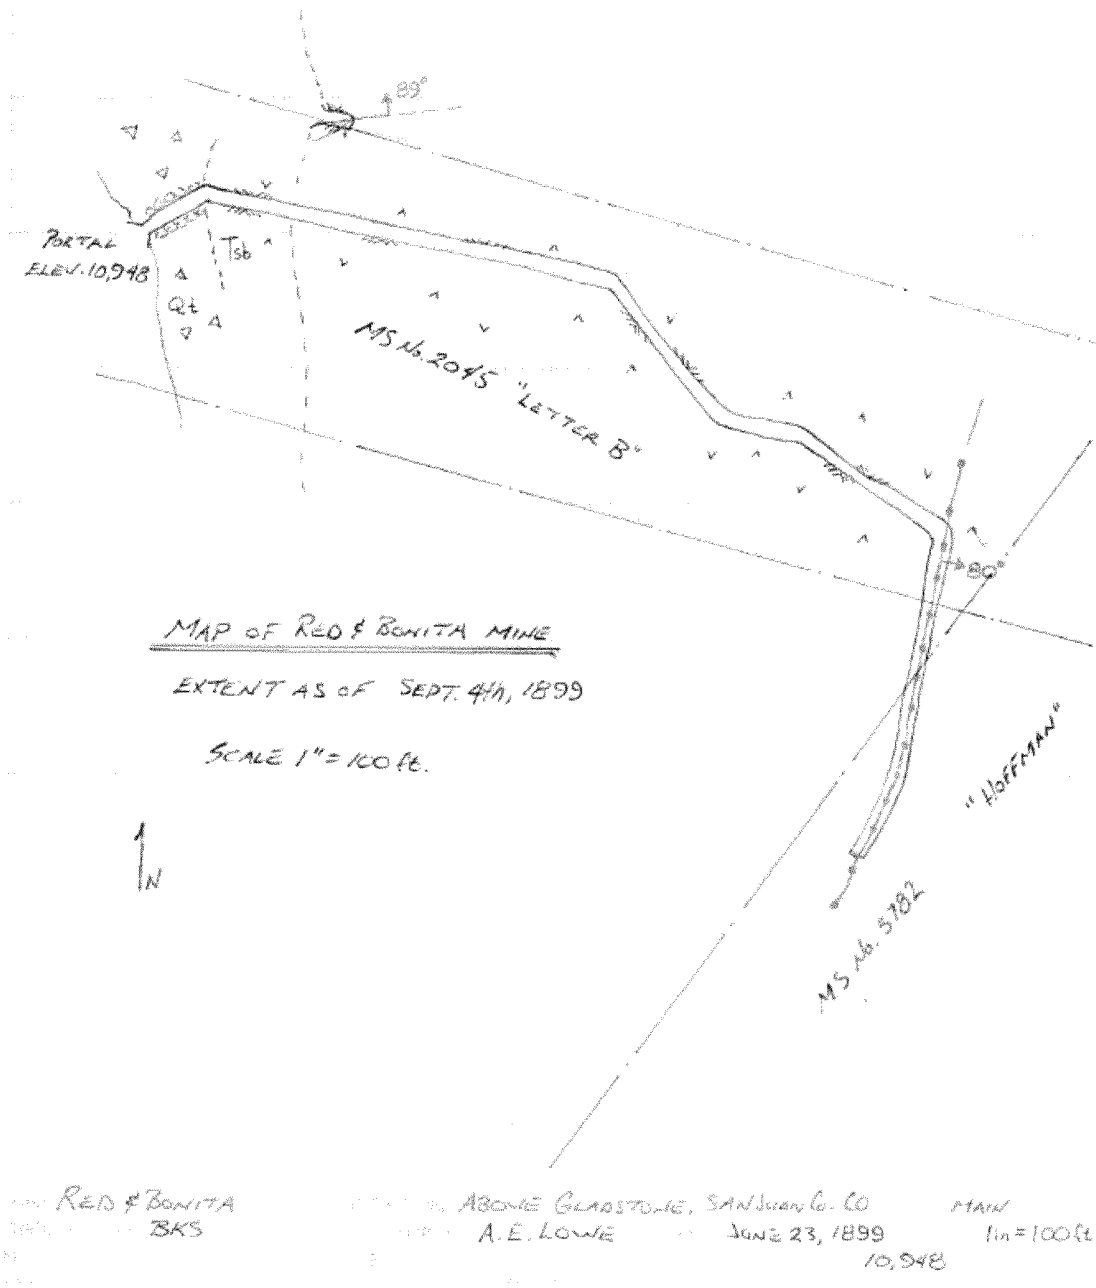 89°
PORTAL
ELEV. 10,948
Tsb
Qt
MS No. 2045 "LETTER B"
80°
MAP OF RED & BONITA MINE
EXTENT AS OF SEPT. 4th, 1899
SCALE 1" = 100 ft.
N
"HOFFMAN"
MS No. 5782
RED & BONITA ABOVE GLADSTONE, SAN JUAN Co. CO MAIN
BKS A.E. LOWE JUNE 23, 1899 1in = 100 ft
10,948